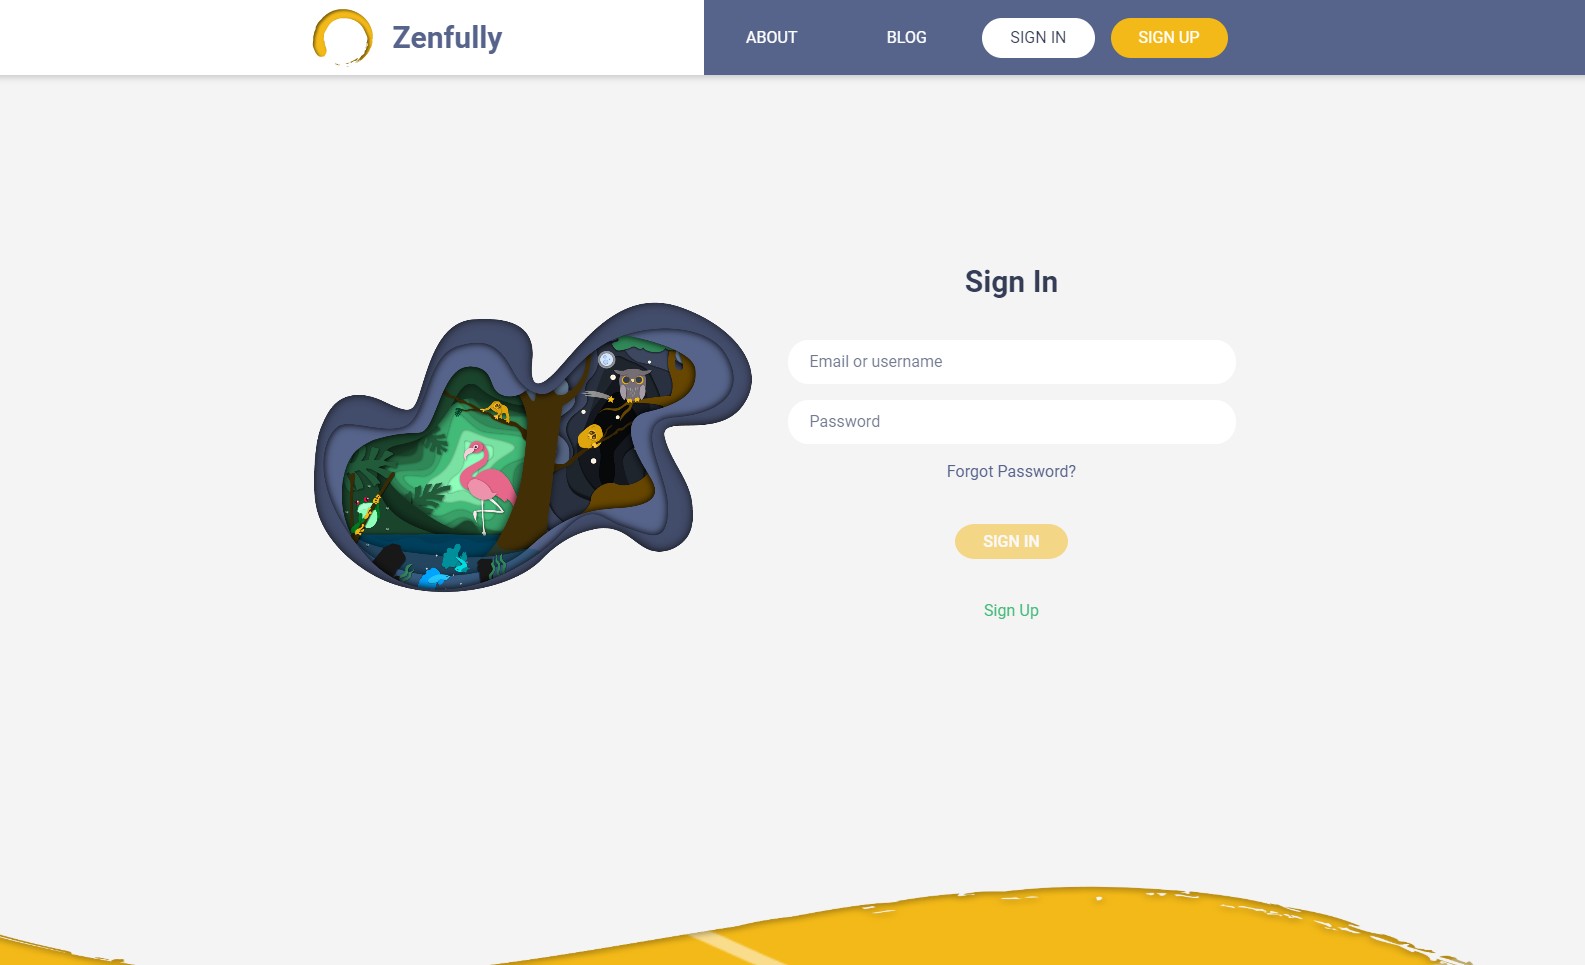 Zenfully
ABOUT
BLOG
SIGN IN
SIGN UP
Sign In
Email or username
Password
Forgot Password?
SIGN IN
Sign Up